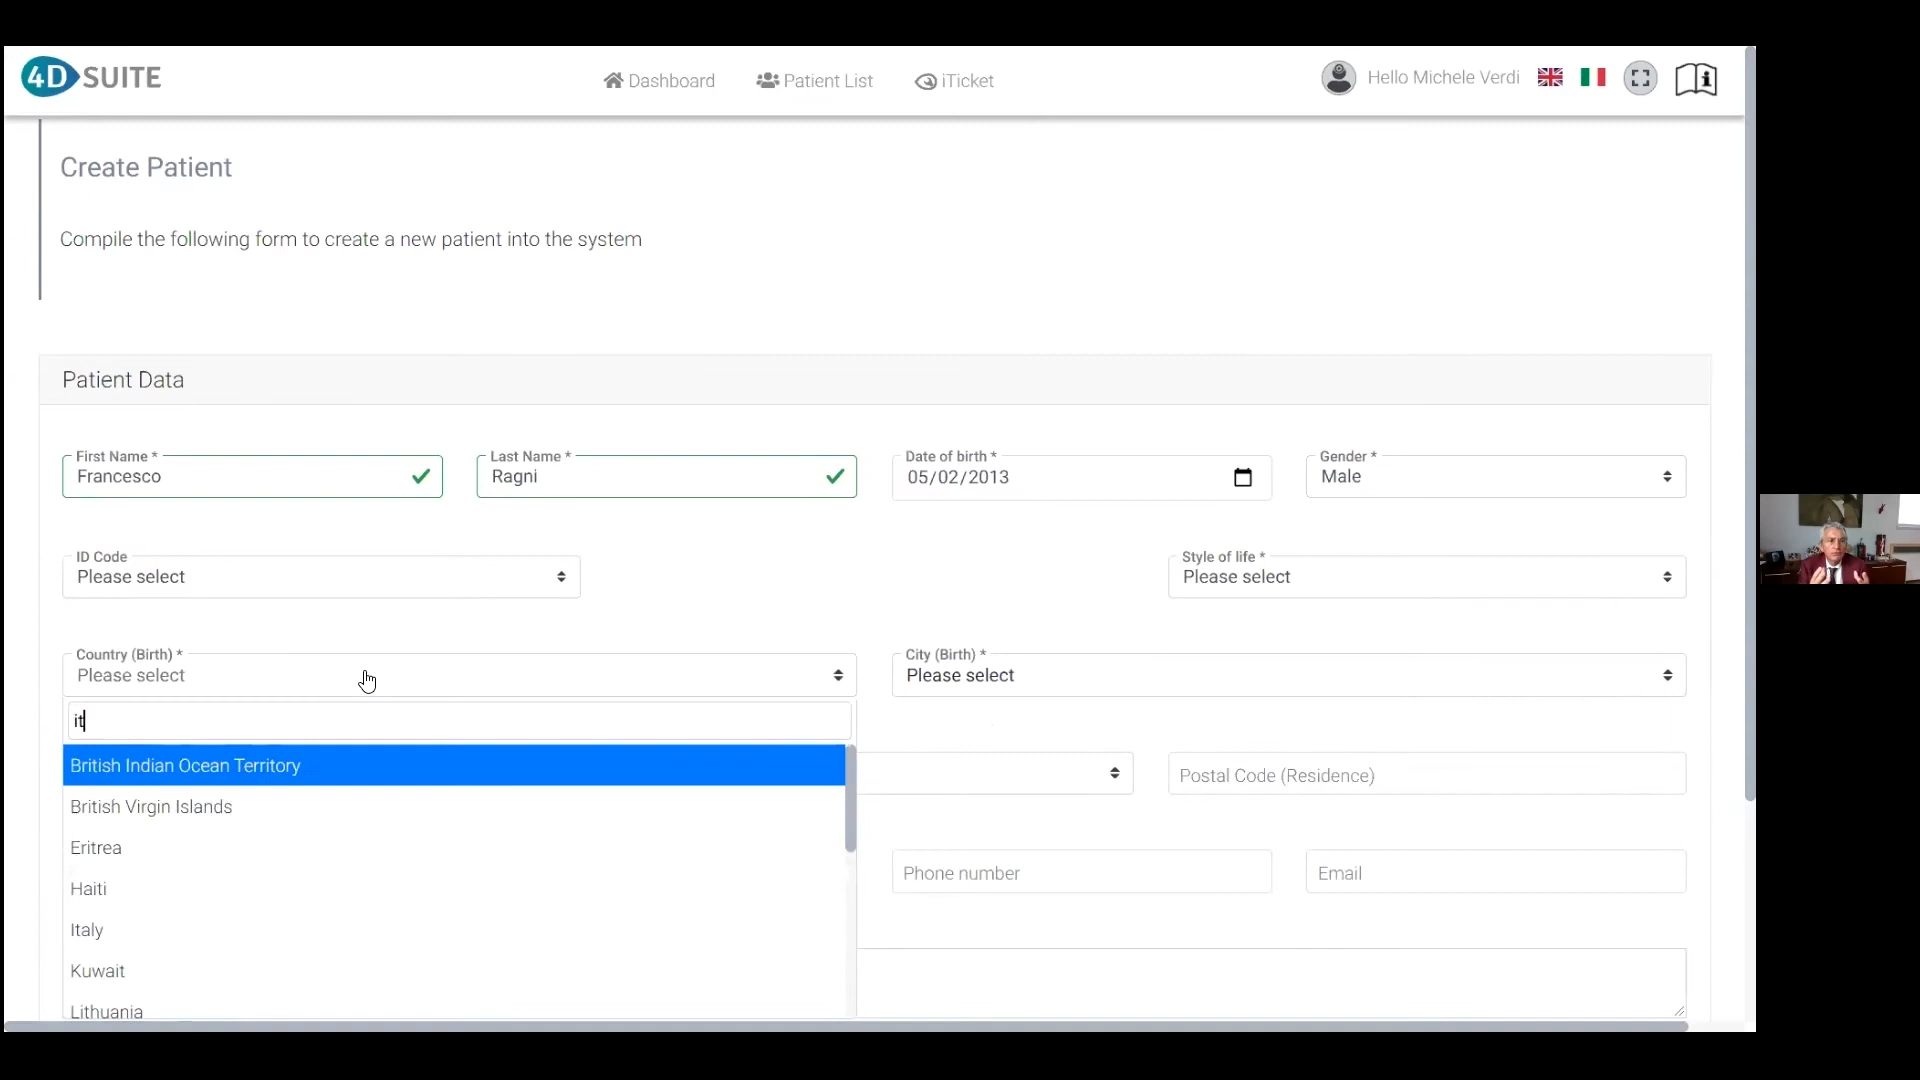 4D SUITE
Dashboard
Patient List
iTicket
Hello Michele Verdi
Create Patient
Compile the following form to create a new patient into the system
Patient Data
First Name *
Francesco
Last Name *
Ragni
Date of birth *
05/02/2013
Gender *
Male
ID Code
Please select
Style of life *
Please select
Country (Birth) *
Please select
City (Birth) *
Please select
it
British Indian Ocean Territory
British Virgin Islands
Eritrea
Haiti
Italy
Kuwait
Lithuania
Postal Code (Residence)
Phone number
Email